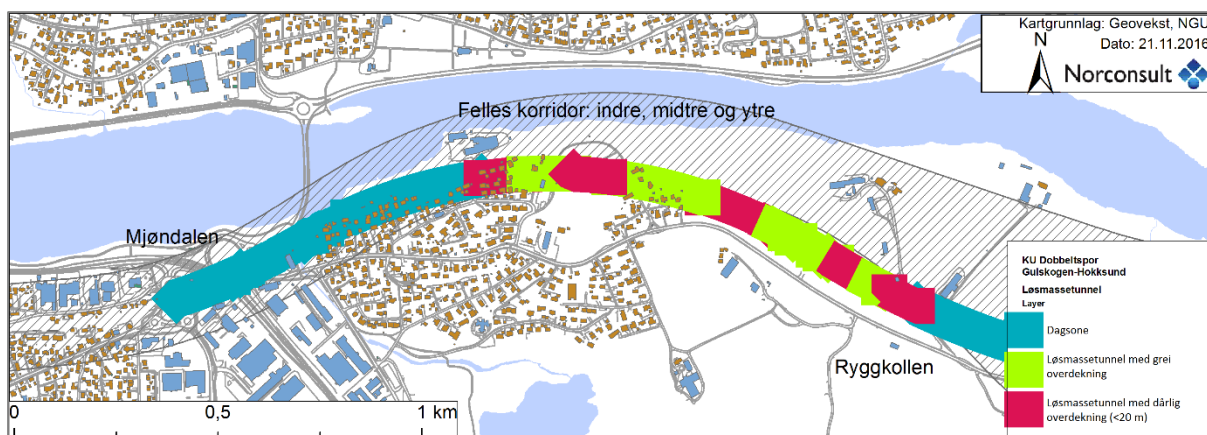 Kartgrunnlag: Geovekst, NGU
Dato: 21.11.2016
N
Norconsult
Felles korridor: indre, midtre og ytre
Mjøndalen
Ryggkollen
KU Dobbeltspor
Gulskogen-Hokksund
Løsmassetunnel
Layer
Dagsone
Løsmassetunnel med grei
overdekning
Løsmassetunnel med dårlig
overdekning (<20 m)
0 0,5 1 km